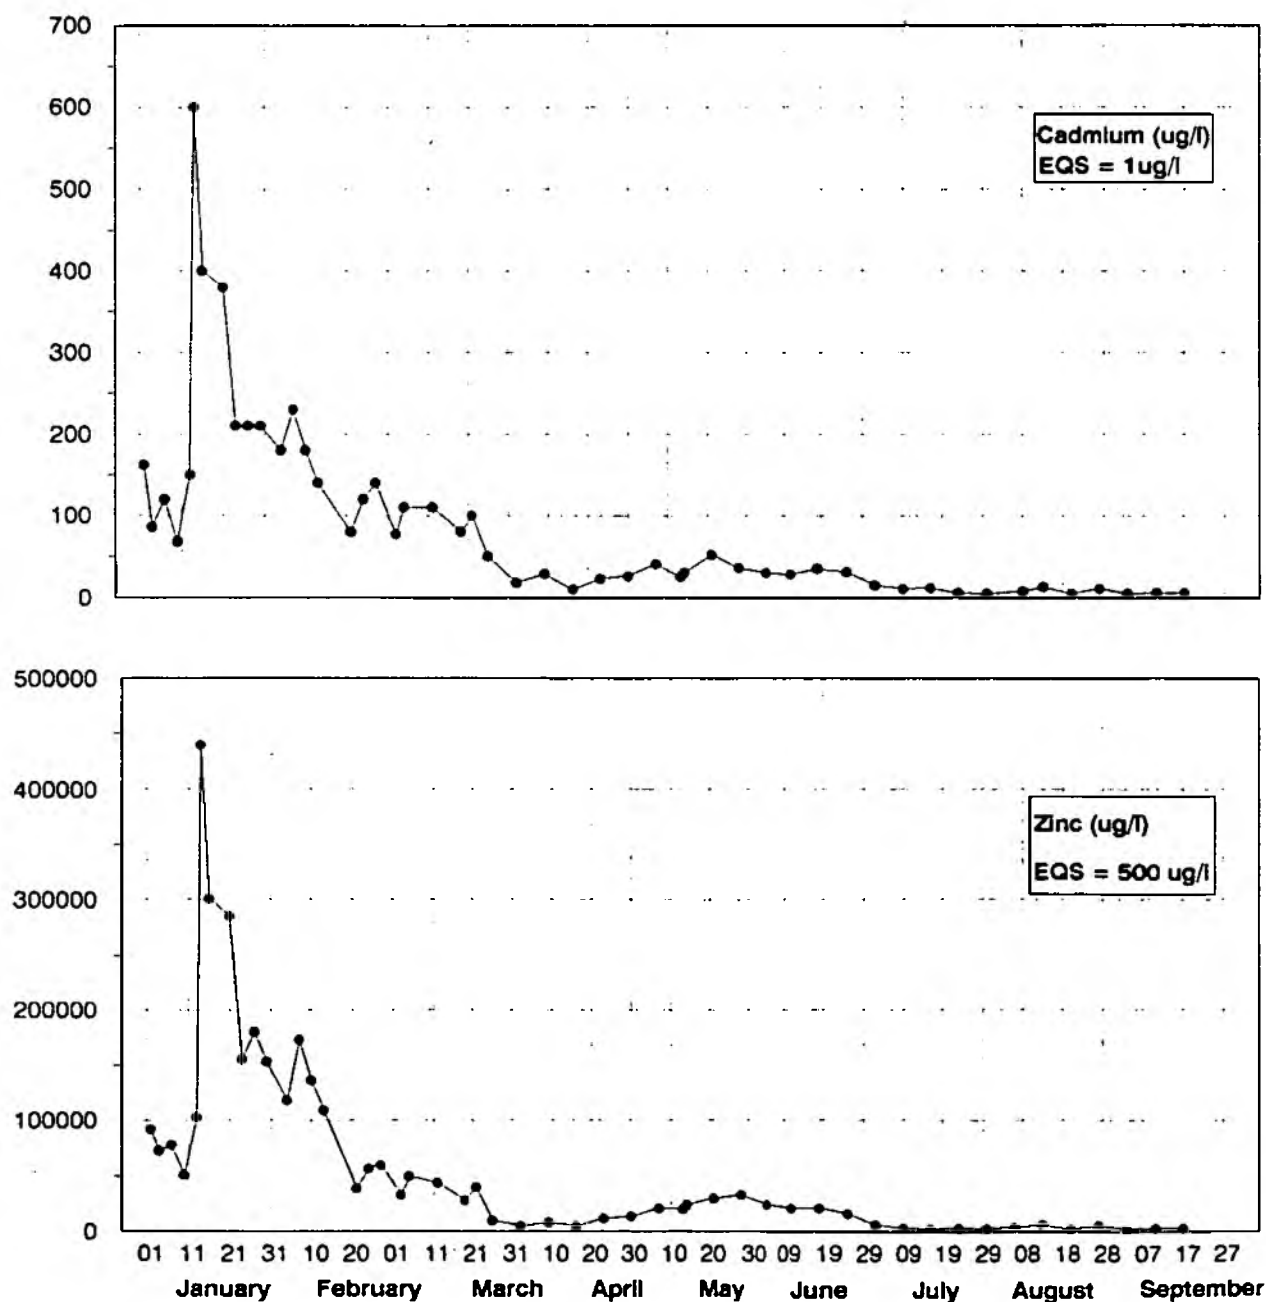 700
600
500
400
300
200
100
0
Cadmium (ug/l)
EQS = 1ug/l
500000
400000
300000
200000
100000
0
Zinc (ug/l)
EQS = 500 ug/l
01 11 21 31 10 20 01 11 21 31 10 20 30 10 20 30 09 19 29 09 19 29 08 18 28 07 17 27
January February March April May June July August September